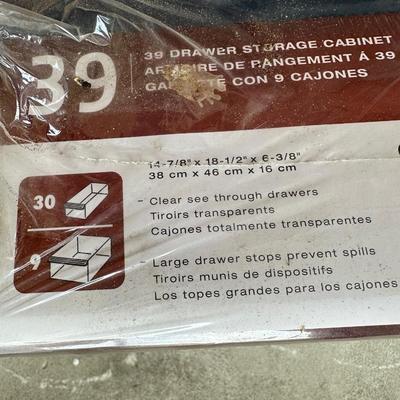 39
39 DRAWER STORAGE CABINET
DE RANGEMENT À 39
CON 9 CAJONES
14-7/8" x 18-1/2" x 6-3/8"
38 cm x 46 cm x 16 cm
30
- Clear see through drawers
Tiroirs transparents
Cajones totalmente transparentes
9
- Large drawer stops prevent spills
Tiroirs munis de dispositifs
Los topes grandes para los cajones